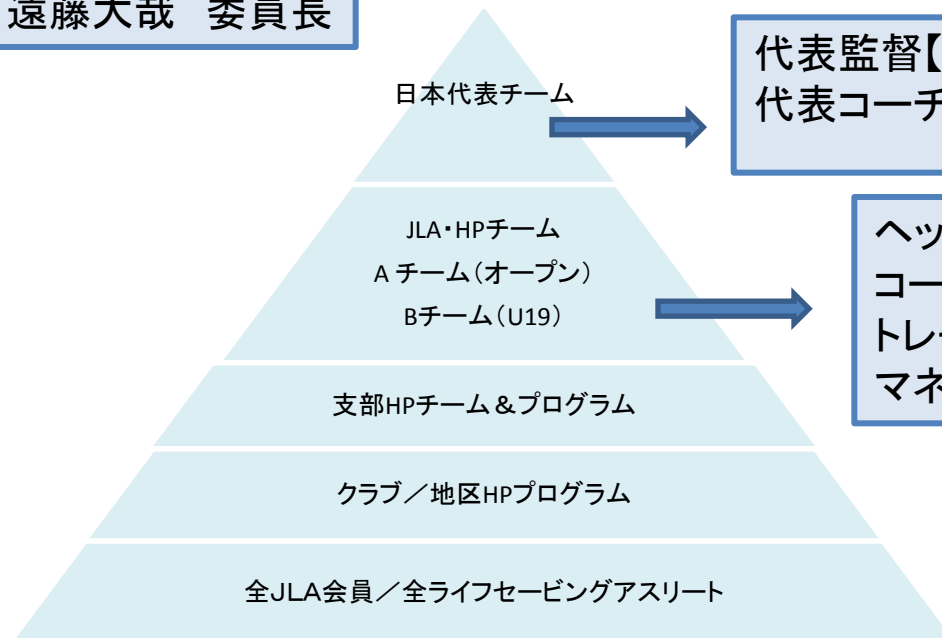 遠藤大哉 委員長
日本代表チーム
代表監督【
代表コーチ
JLA・HPチーム
A チーム(オープン)
Bチーム(U19)
ヘッ
コー
トレー
マネ
支部HPチーム＆プログラム
クラブ／地区HPプログラム
全JLA会員／全ライフセービングアスリート